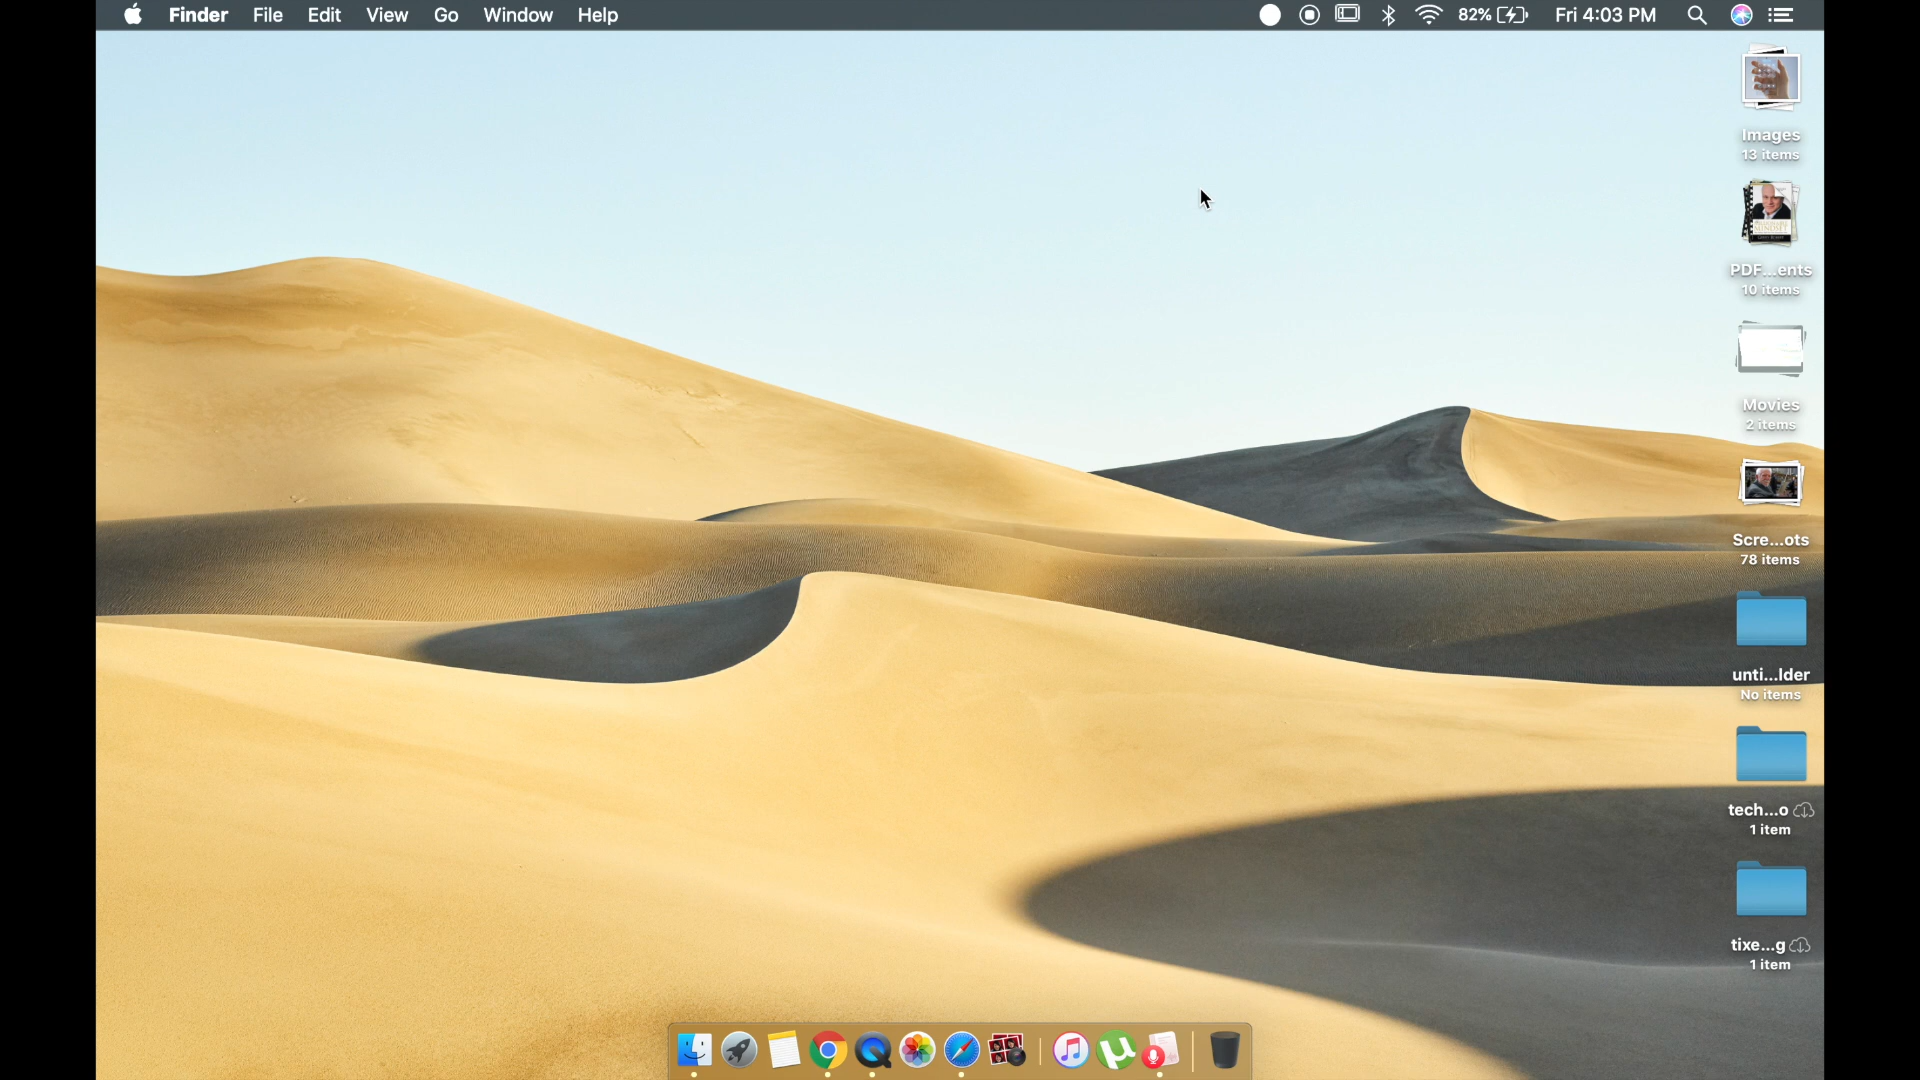 Finder File Edit View Go Window Help 82% Fri 4:03 PM
Images
13 items
PDF...ents
10 items
Movies
2 items
Scre...ots
78 items
unti...lder
No items
tech...o
1 item
tixe...g
1 item